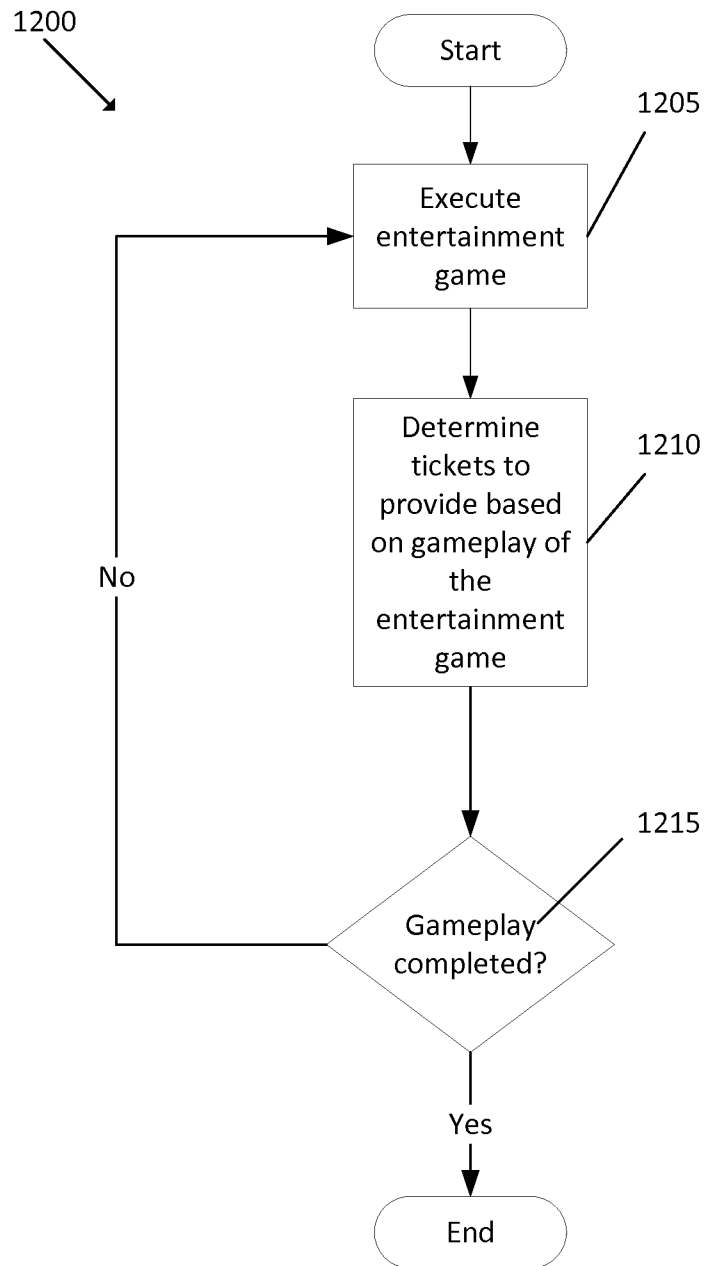 1200
Start
1205
Execute
entertainment
game
1210
Determine
tickets to
provide based
on gameplay of
the
entertainment
game
No
1215
Gameplay
completed?
Yes
End